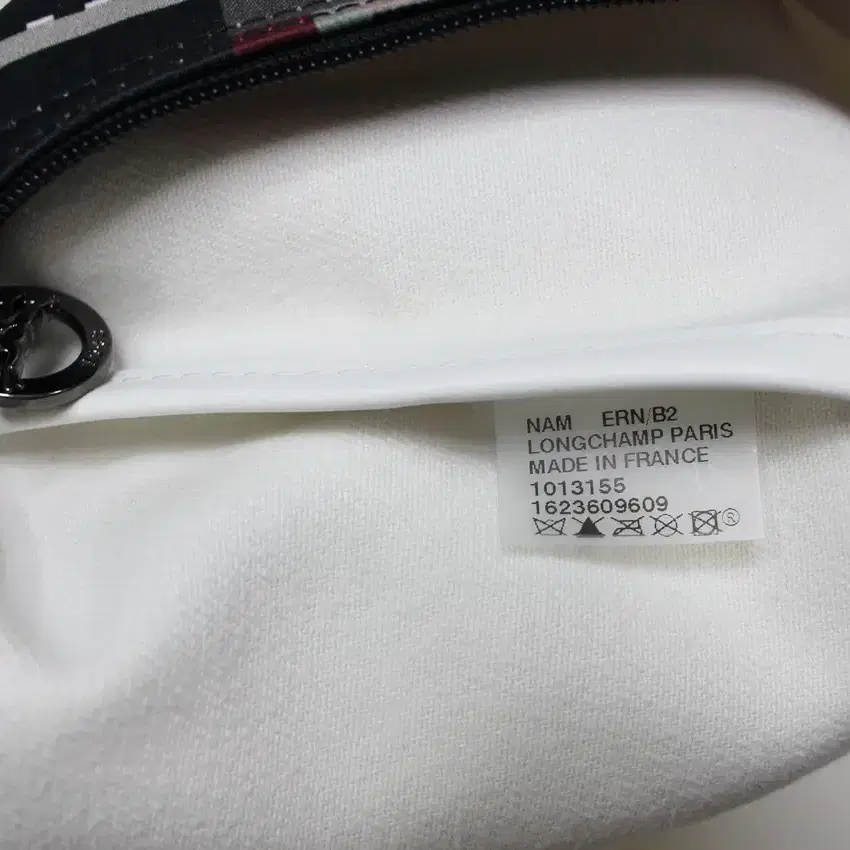 NAM ERN/B2
LONGCHAMP PARIS
MADE IN FRANCE
1013155
1623609609
®